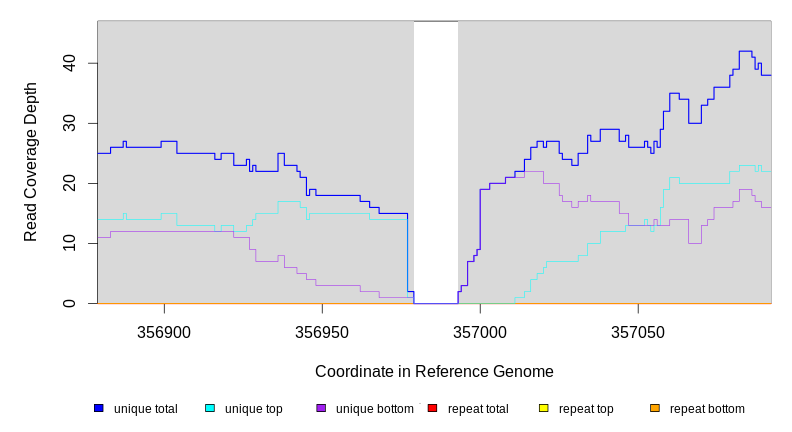 40
30
20
10
0
Read Coverage Depth
356900 356950 357000 357050
Coordinate in Reference Genome
unique total unique top unique bottom repeat total repeat top repeat bottom